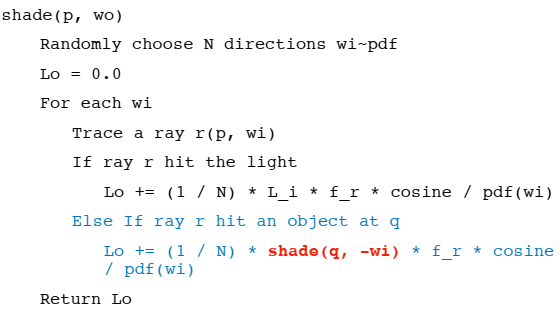 shade(p, wo)
Randomly choose N directions wi~pdf
Lo = 0.0
For each wi
Trace a ray r(p, wi)
If ray r hit the light
Lo += (1 / N) * L_i * f_r * cosine / pdf(wi)
Else If ray r hit an object at q
Lo += (1 / N) * shade(q, -wi) * f_r * cosine
/ pdf(wi)
Return Lo